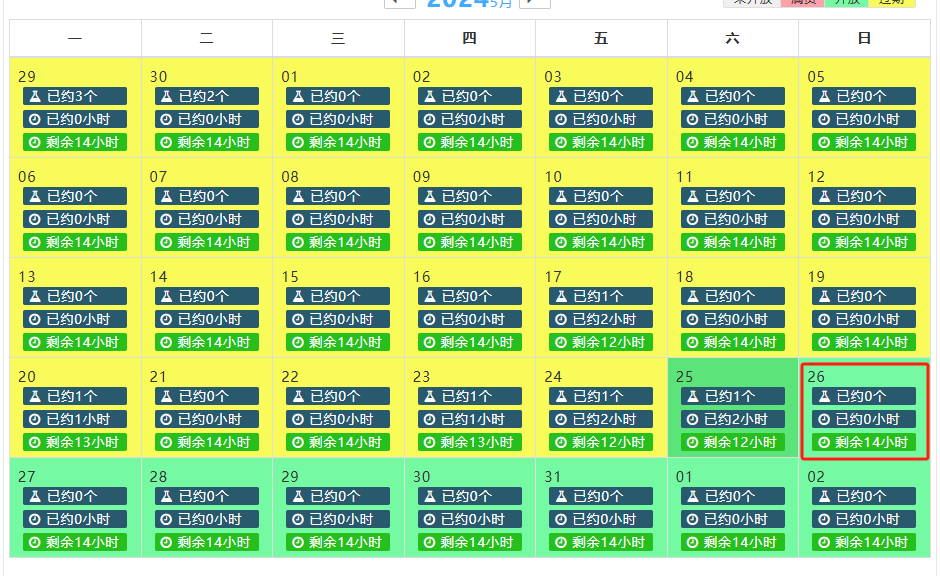 2024 5月
未开放 满员 开放 过期
一 二 三 四 五 六 日
29 30 01 02 03 04 05
已约3个 已约2个 已约0个 已约0个 已约0个 已约0个 已约0个
已约0小时 已约0小时 已约0小时 已约0小时 已约0小时 已约0小时 已约0小时
剩余14小时 剩余14小时 剩余14小时 剩余14小时 剩余14小时 剩余14小时 剩余14小时
06 07 08 09 10 11 12
已约0个 已约0个 已约0个 已约0个 已约0个 已约0个 已约0个
已约0小时 已约0小时 已约0小时 已约0小时 已约0小时 已约0小时 已约0小时
剩余14小时 剩余14小时 剩余14小时 剩余14小时 剩余14小时 剩余14小时 剩余14小时
13 14 15 16 17 18 19
已约0个 已约0个 已约0个 已约0个 已约1个 已约0个 已约0个
已约0小时 已约0小时 已约0小时 已约0小时 已约2小时 已约0小时 已约0小时
剩余14小时 剩余14小时 剩余14小时 剩余14小时 剩余12小时 剩余14小时 剩余14小时
20 21 22 23 24 25 26
已约1个 已约0个 已约0个 已约1个 已约1个 已约1个 已约0个
已约1小时 已约0小时 已约0小时 已约1小时 已约2小时 已约2小时 已约0小时
剩余13小时 剩余14小时 剩余14小时 剩余13小时 剩余12小时 剩余12小时 剩余14小时
27 28 29 30 31 01 02
已约0个 已约0个 已约0个 已约0个 已约0个 已约0个 已约0个
已约0小时 已约0小时 已约0小时 已约0小时 已约0小时 已约0小时 已约0小时
剩余14小时 剩余14小时 剩余14小时 剩余14小时 剩余14小时 剩余14小时 剩余14小时